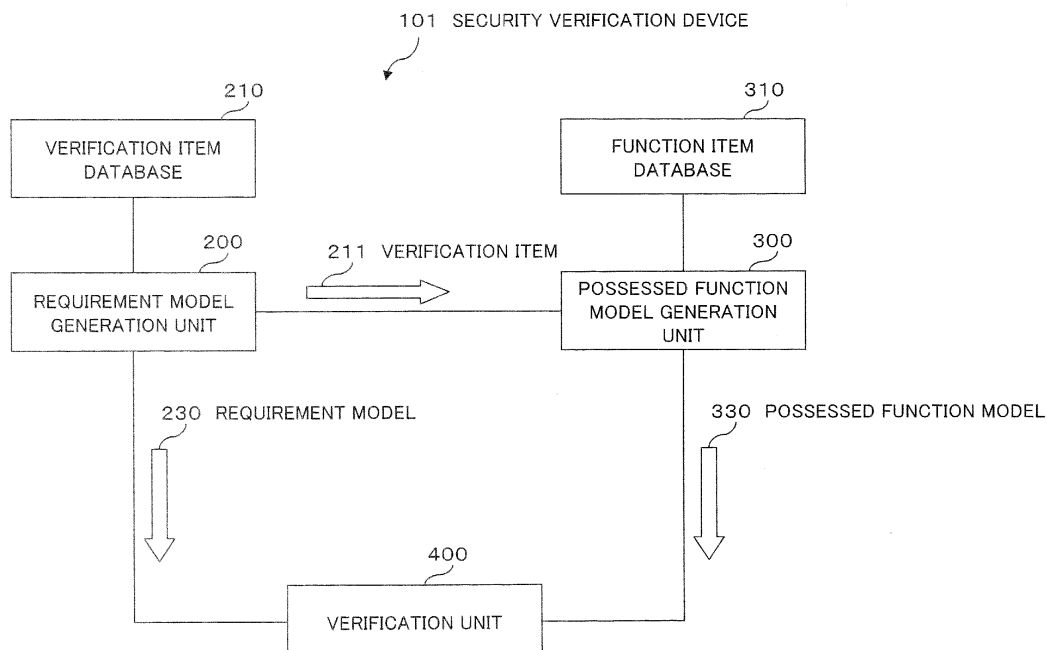 101 SECURITY VERIFICATION DEVICE
210
310
VERIFICATION ITEM
DATABASE
FUNCTION ITEM
DATABASE
200
211 VERIFICATION ITEM
300
REQUIREMENT MODEL
GENERATION UNIT
POSSESSED FUNCTION
MODEL GENERATION
UNIT
230 REQUIREMENT MODEL
330 POSSESSED FUNCTION MODEL
400
VERIFICATION UNIT